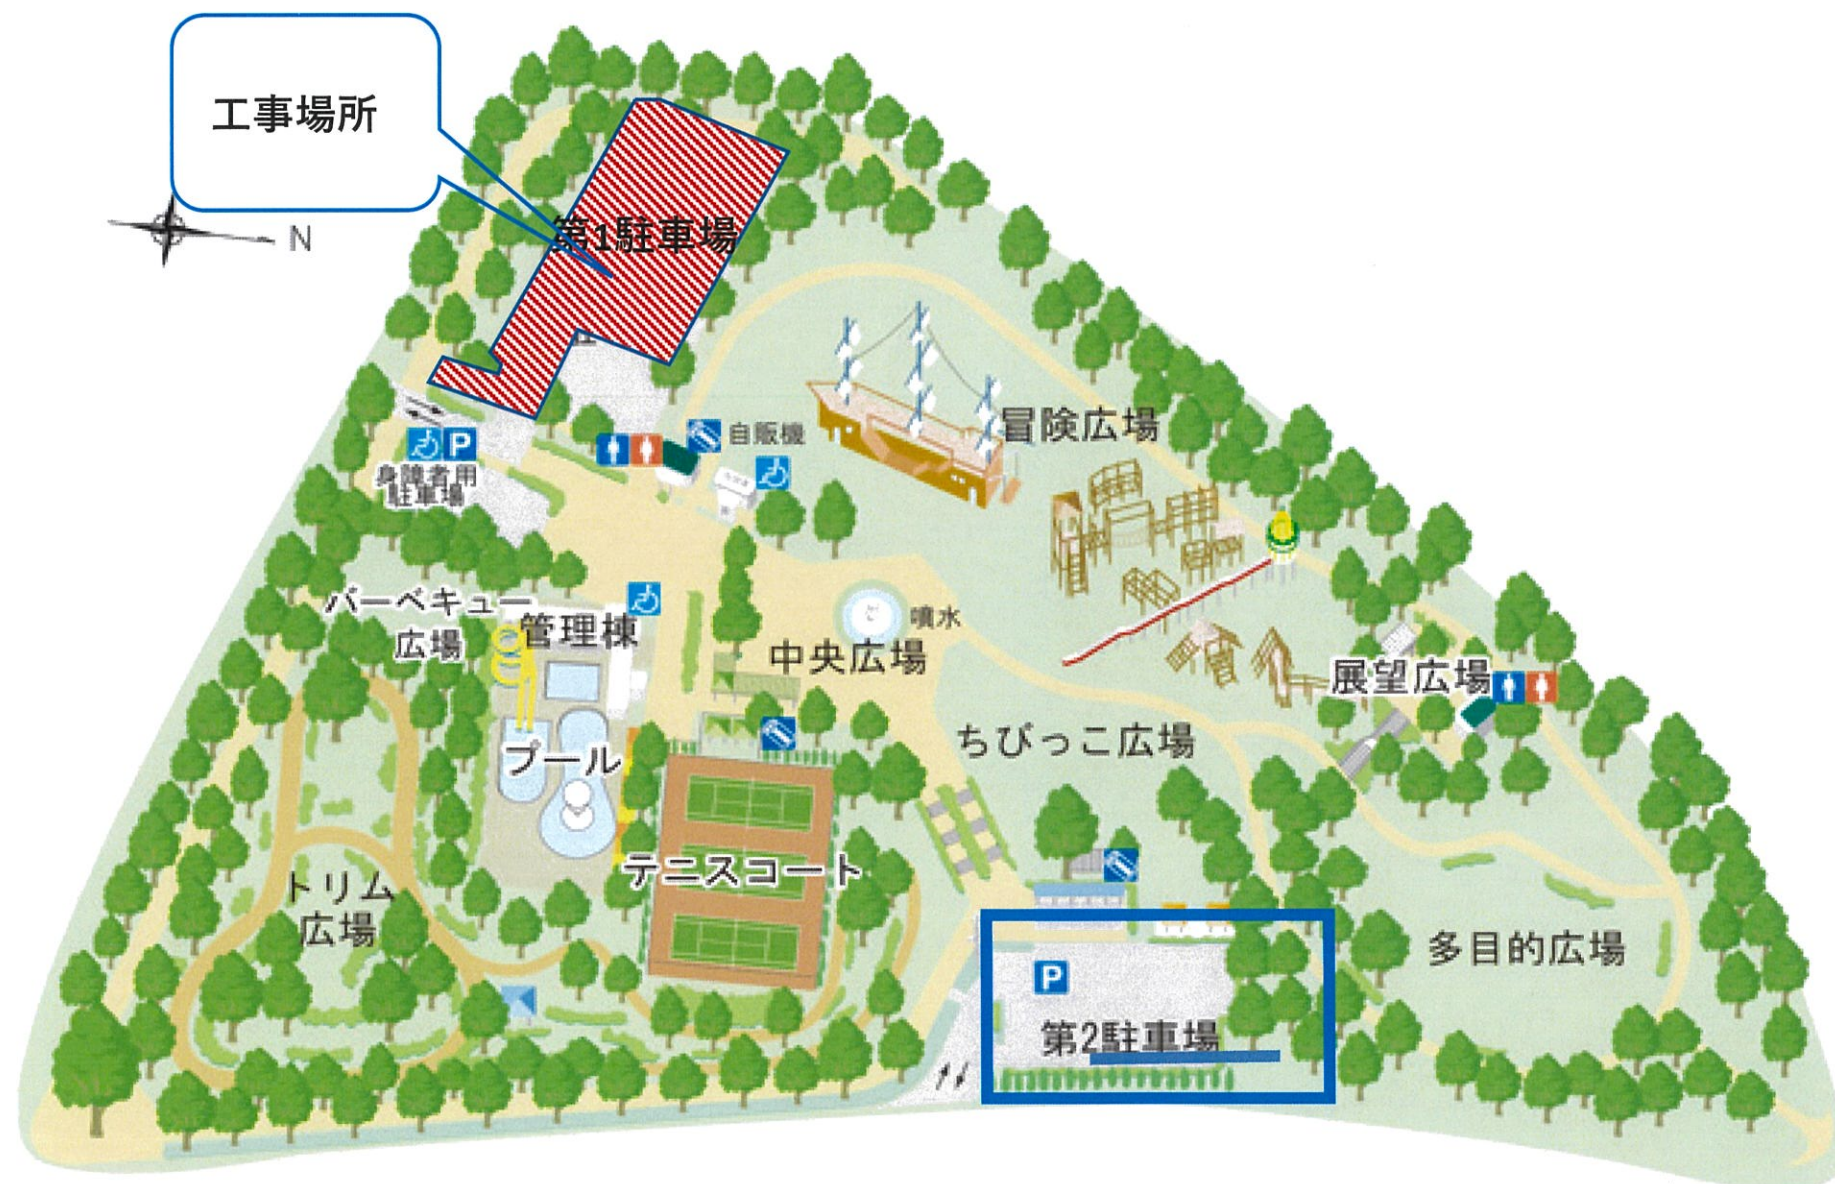 工事場所
N
第1駐車場
自販機
冒険広場
P
身障者用
駐車場
バーベキュー
広場
管理棟
噴水
中央広場
展望広場
ちびっこ広場
プール
テニスコート
トリム
広場
多目的広場
P
第2駐車場